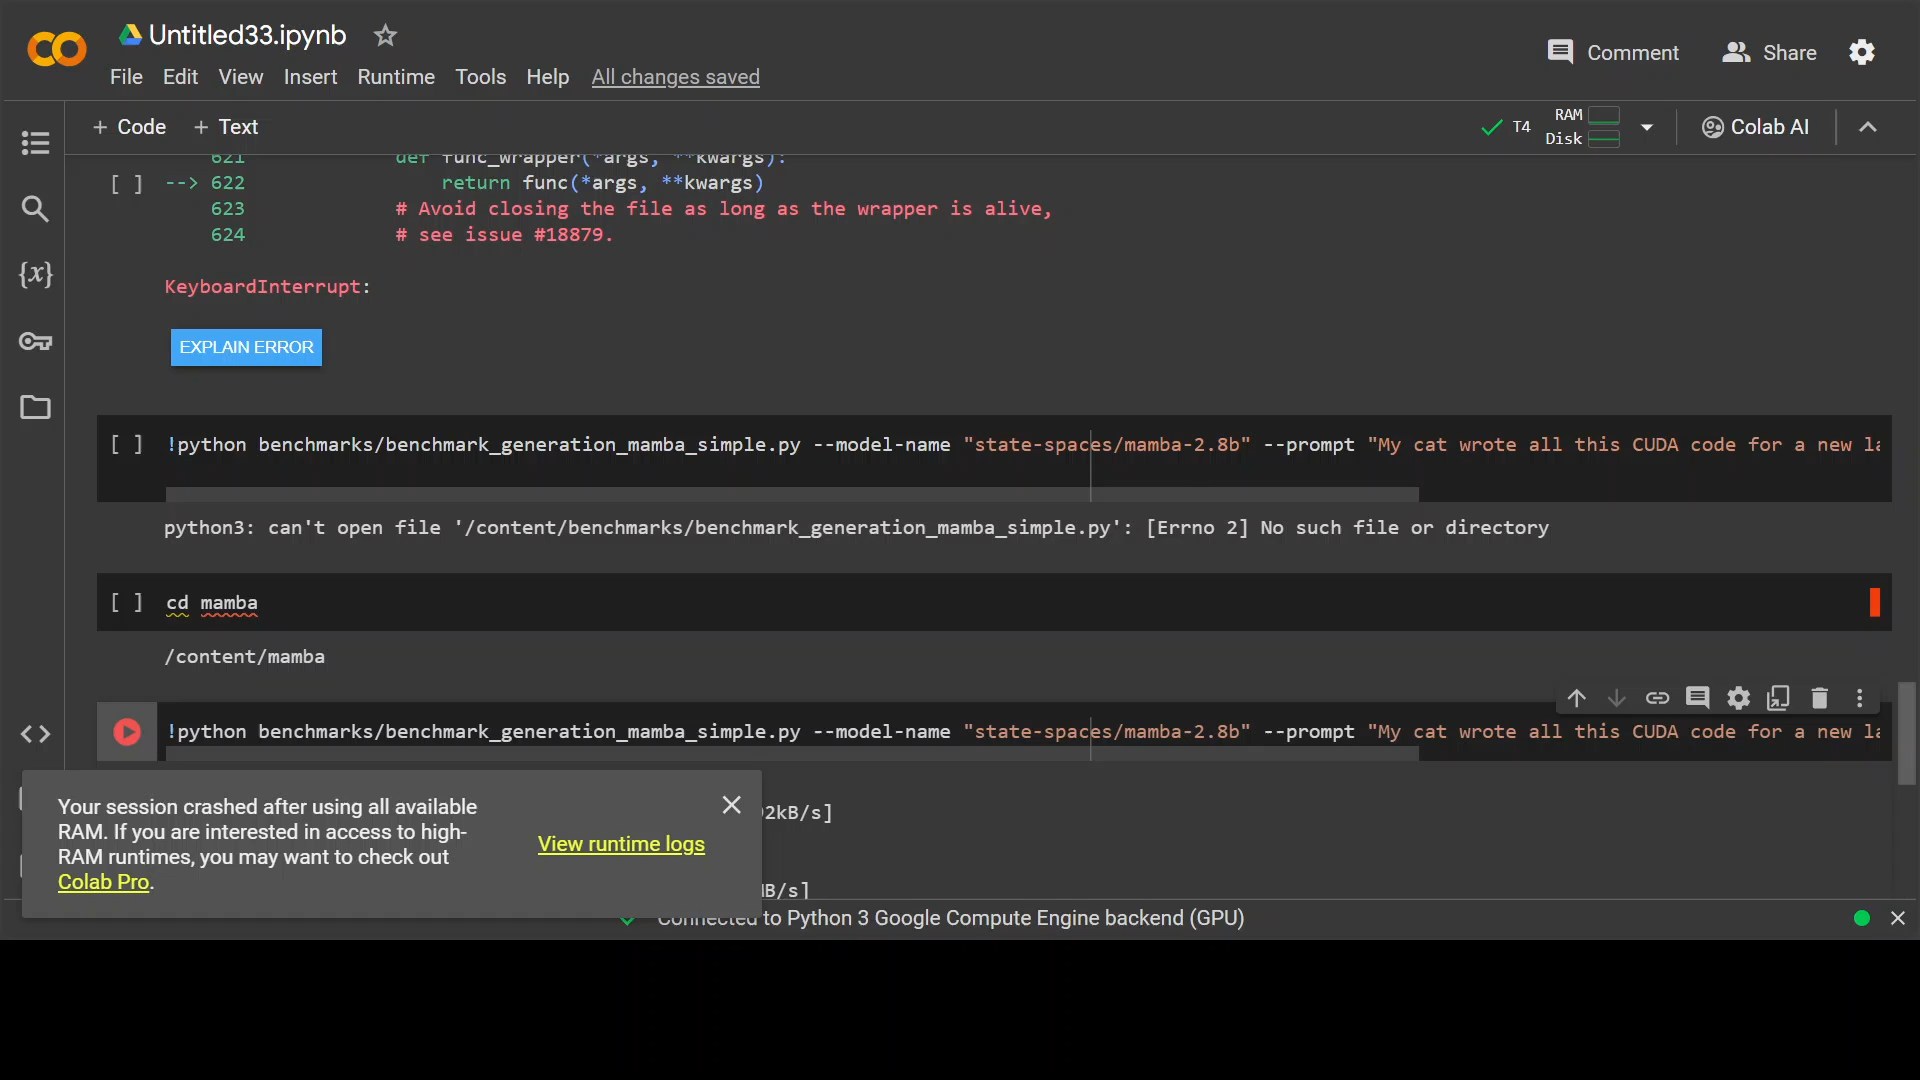 Untitled33.ipynb
File Edit View Insert Runtime Tools Help All changes saved
Comment Share
+ Code + Text
T4 RAM Disk Colab AI
621 def func_wrapper(*args, **kwargs):
[ ] --> 622 return func(*args, **kwargs)
623 # Avoid closing the file as long as the wrapper is alive,
624 # see issue #18879.
KeyboardInterrupt:
EXPLAIN ERROR
[ ] !python benchmarks/benchmark_generation_mamba_simple.py --model-name "state-spaces/mamba-2.8b" --prompt "My cat wrote all this CUDA code for a new la
python3: can't open file '/content/benchmarks/benchmark_generation_mamba_simple.py': [Errno 2] No such file or directory
[ ] cd mamba
/content/mamba
!python benchmarks/benchmark_generation_mamba_simple.py --model-name "state-spaces/mamba-2.8b" --prompt "My cat wrote all this CUDA code for a new la
2kB/s]
B/s]
Your session crashed after using all available
RAM. If you are interested in access to high-
RAM runtimes, you may want to check out
Colab Pro.
View runtime logs
Connected to Python 3 Google Compute Engine backend (GPU)